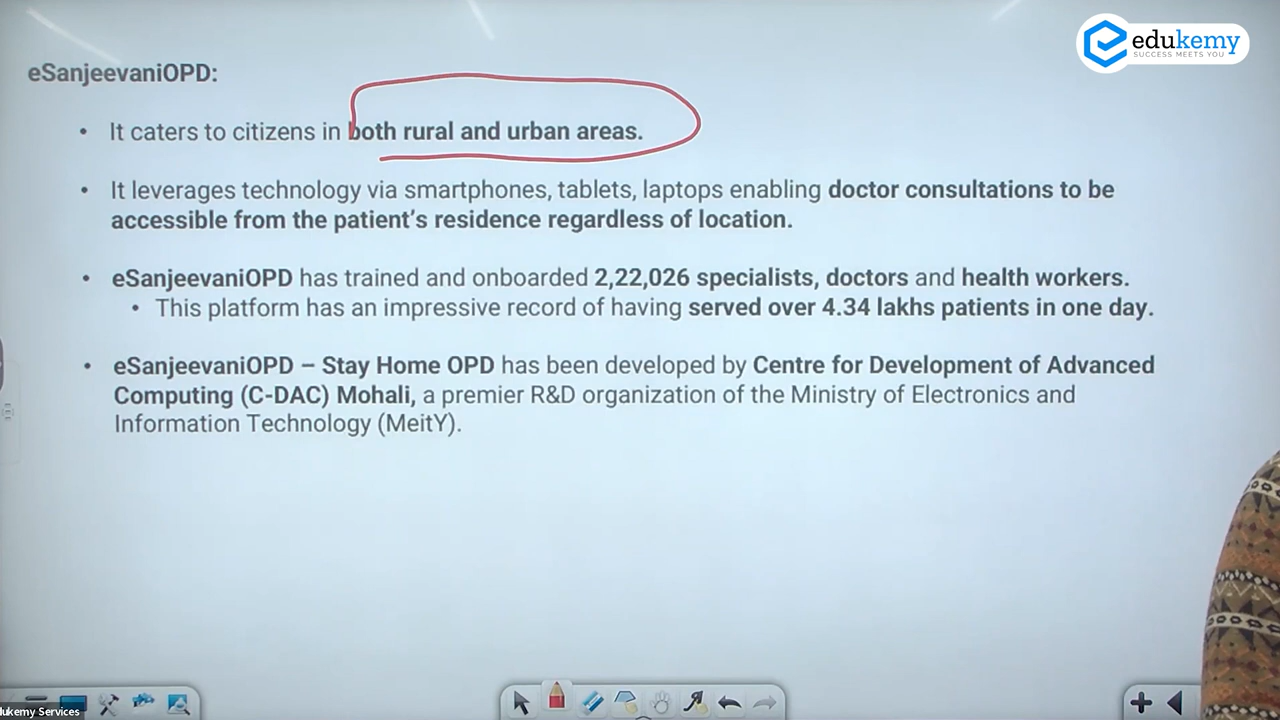 edukemy
SUCCESS MEETS YOU
eSanjeevaniOPD:
• It caters to citizens in both rural and urban areas.
• It leverages technology via smartphones, tablets, laptops enabling doctor consultations to be
accessible from the patient's residence regardless of location.
• eSanjeevaniOPD has trained and onboarded 2,22,026 specialists, doctors and health workers.
• This platform has an impressive record of having served over 4.34 lakhs patients in one day.
• eSanjeevaniOPD – Stay Home OPD has been developed by Centre for Development of Advanced
Computing (C-DAC) Mohali, a premier R&D organization of the Ministry of Electronics and
Information Technology (MeitY).
dukemy Services